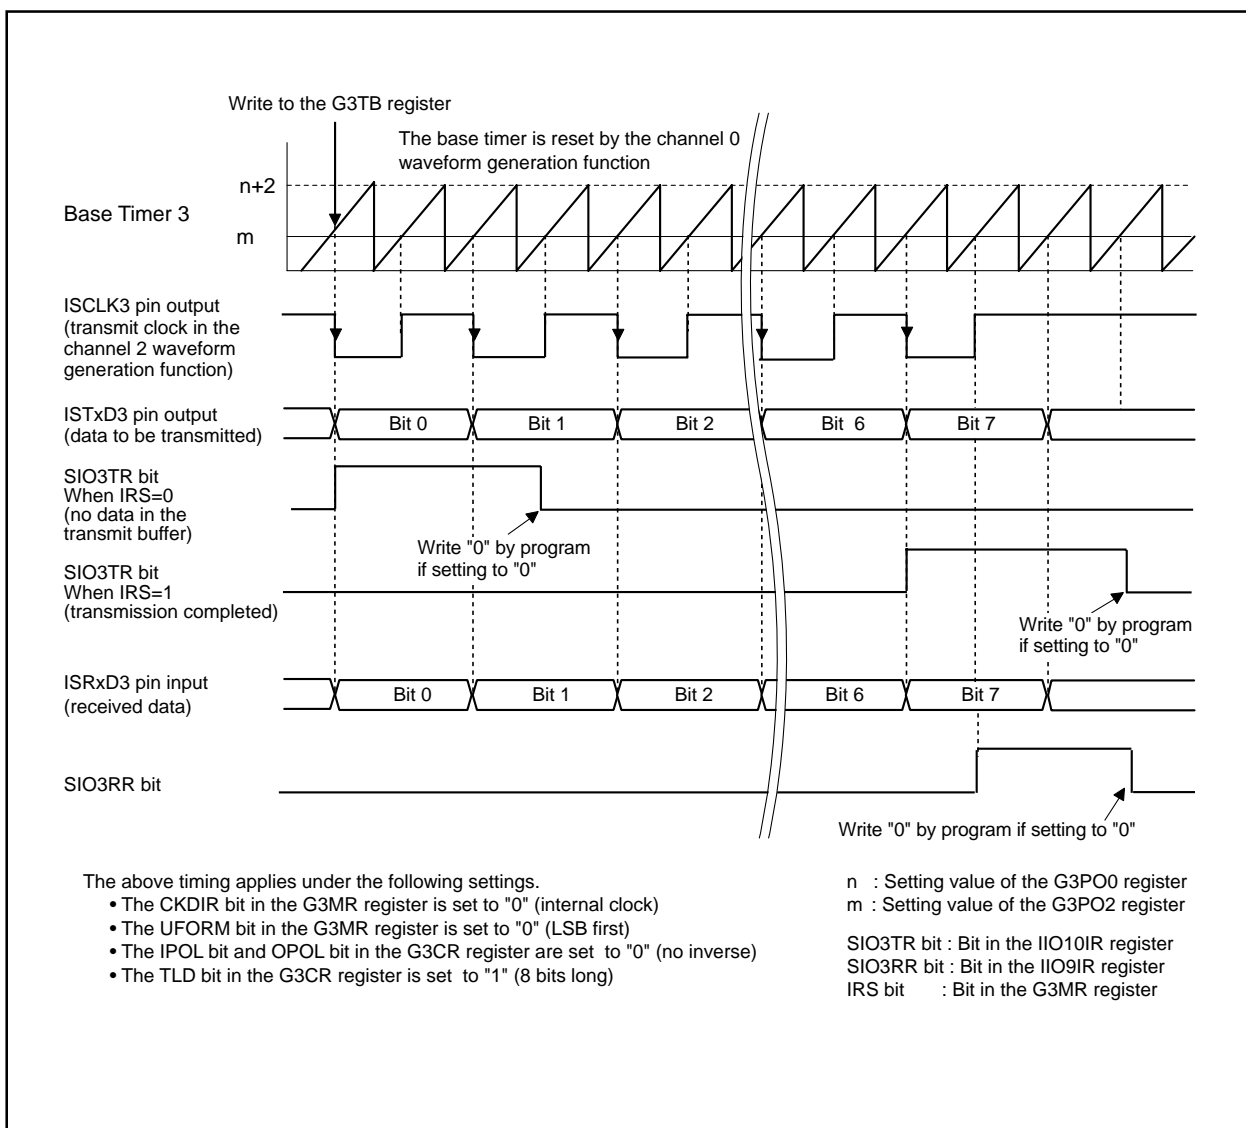 Write to the G3TB register
The base timer is reset by the channel 0
waveform generation function
n+2
Base Timer 3
m
ISCLK3 pin output
(transmit clock in the
channel 2 waveform
generation function)
ISTxD3 pin output
(data to be transmitted)
Bit 0
Bit 1
Bit 2
Bit 6
Bit 7
SIO3TR bit
When IRS=0
(no data in the
transmit buffer)
Write "0" by program
if setting to "0"
SIO3TR bit
When IRS=1
(transmission completed)
Write "0" by program
if setting to "0"
ISRxD3 pin input
(received data)
Bit 0
Bit 1
Bit 2
Bit 6
Bit 7
SIO3RR bit
Write "0" by program if setting to "0"
The above timing applies under the following settings.
• The CKDIR bit in the G3MR register is set to "0" (internal clock)
• The UFORM bit in the G3MR register is set to "0" (LSB first)
• The IPOL bit and OPOL bit in the G3CR register are set to "0" (no inverse)
• The TLD bit in the G3CR register is set to "1" (8 bits long)
n : Setting value of the G3PO0 register
m : Setting value of the G3PO2 register
SIO3TR bit : Bit in the IIO10IR register
SIO3RR bit : Bit in the IIO9IR register
IRS bit : Bit in the G3MR register